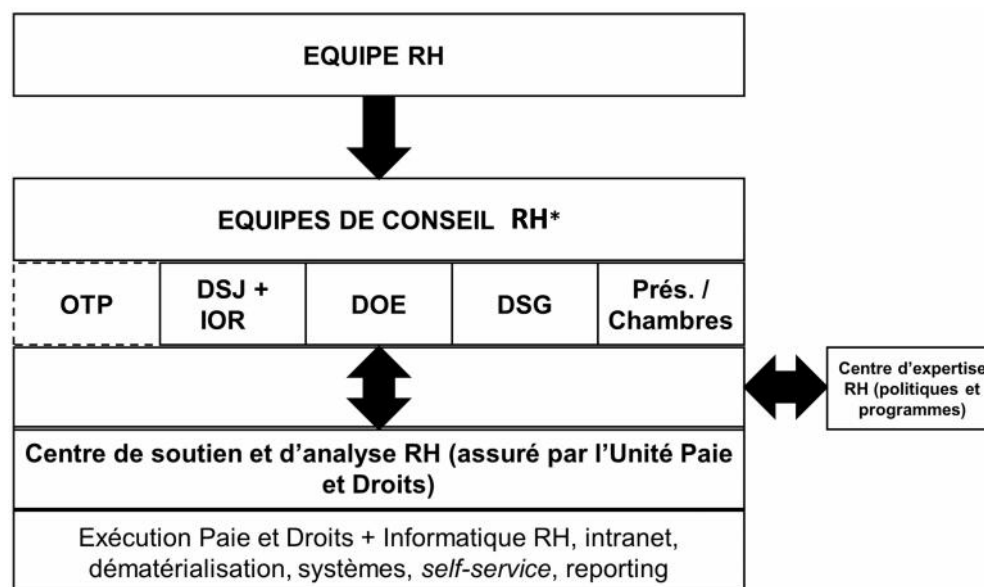 EQUIPE RH
EQUIPES DE CONSEIL RH*
OTP
DSJ +
IOR
DOE
DSG
Prés. /
Chambres
Centre d'expertise
RH (politiques et
programmes)
Centre de soutien et d'analyse RH (assuré par l'Unité Paie
et Droits)
Exécution Paie et Droits + Informatique RH, intranet,
dématérialisation, systèmes, self-service, reporting